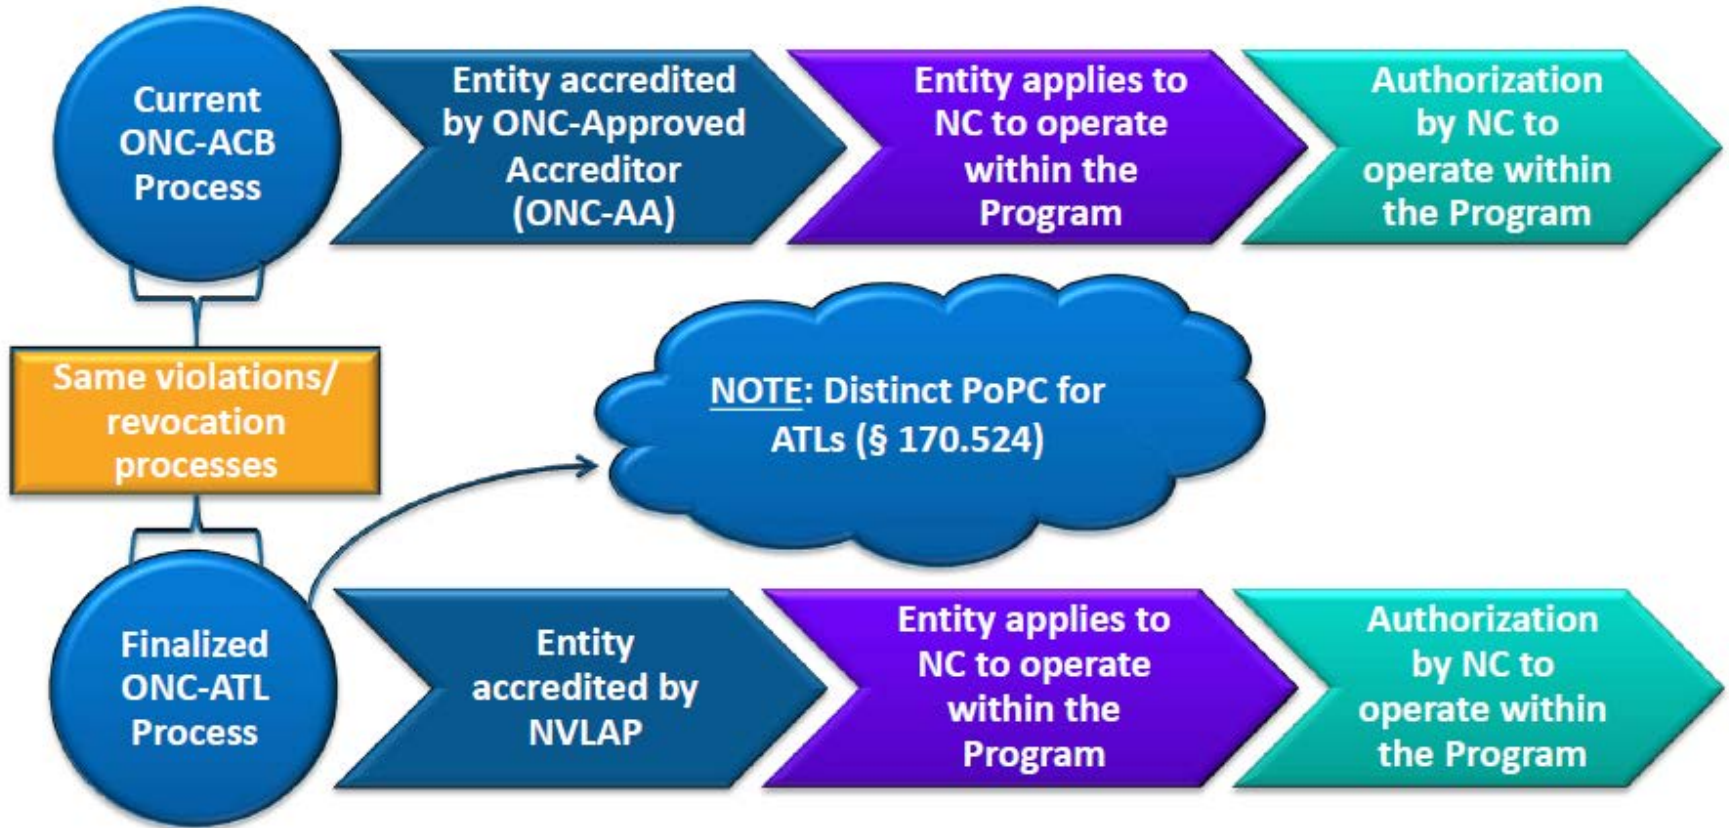 Current
ONC-ACB
Process
Entity accredited
by ONC-Approved
Accreditor
(ONC-AA)
Entity applies to
NC to operate
within the
Program
Authorization
by NC to
operate within
the Program
Same violations/
revocation
processes
NOTE: Distinct PoPC for
ATLs (§ 170.524)
Finalized
ONC-ATL
Process
Entity
accredited by
NVLAP
Entity applies to
NC to operate
within the
Program
Authorization
by NC to
operate within
the Program